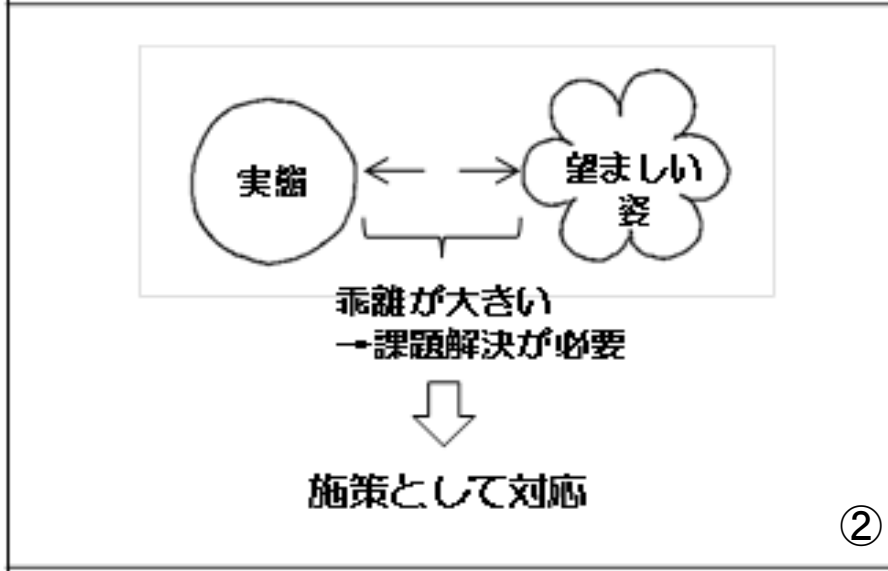 実態
望ましい
姿
乖離が大きい
→課題解決が必要
施策として対応
②